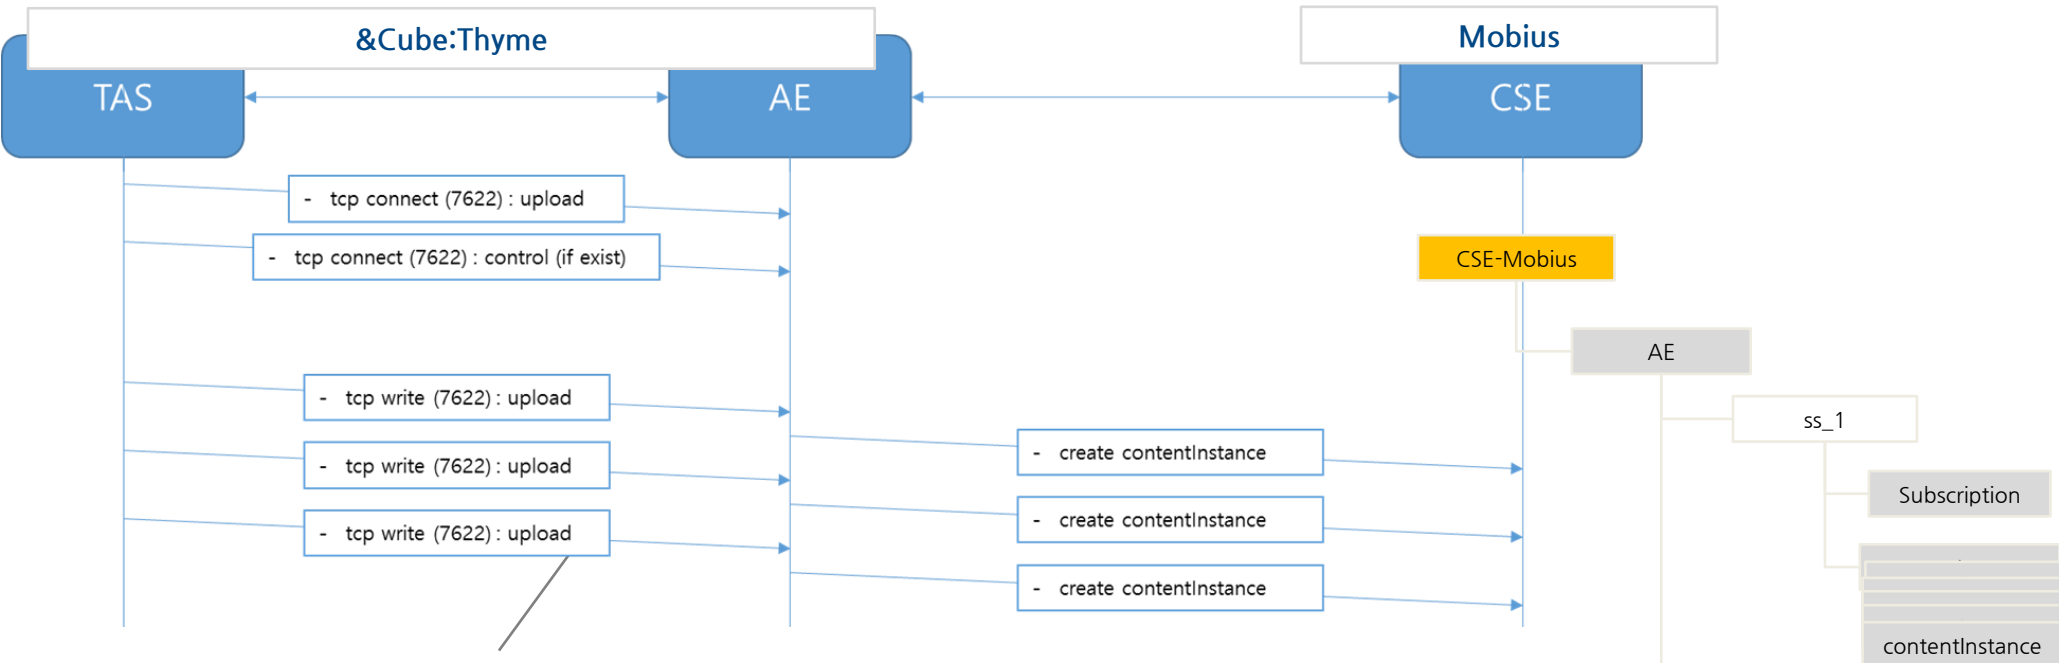 &Cube:Thyme
Mobius
TAS
AE
CSE
- tcp connect (7622) : upload
- tcp connect (7622) : control (if exist)
CSE-Mobius
AE
- tcp write (7622) : upload
ss_1
- create contentInstance
- tcp write (7622) : upload
Subscription
- create contentInstance
- tcp write (7622) : upload
- create contentInstance
contentInstance